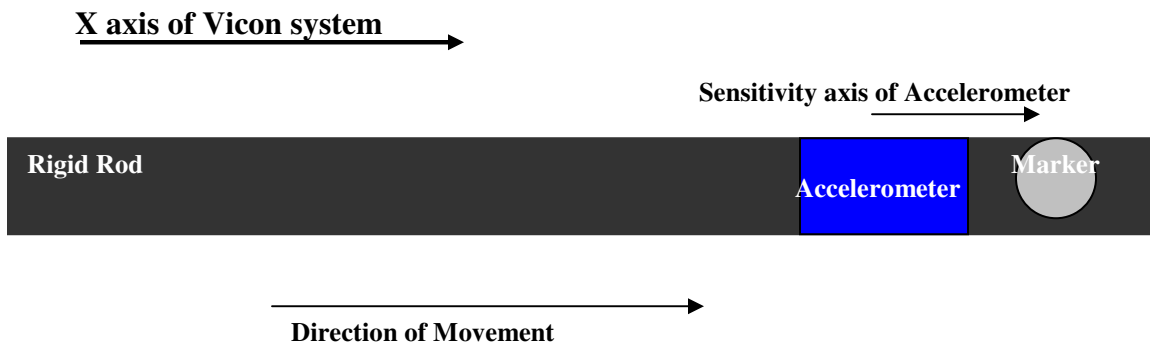 X axis of Vicon system
Sensitivity axis of Accelerometer
Rigid Rod
Marker
Accelerometer
Direction of Movement